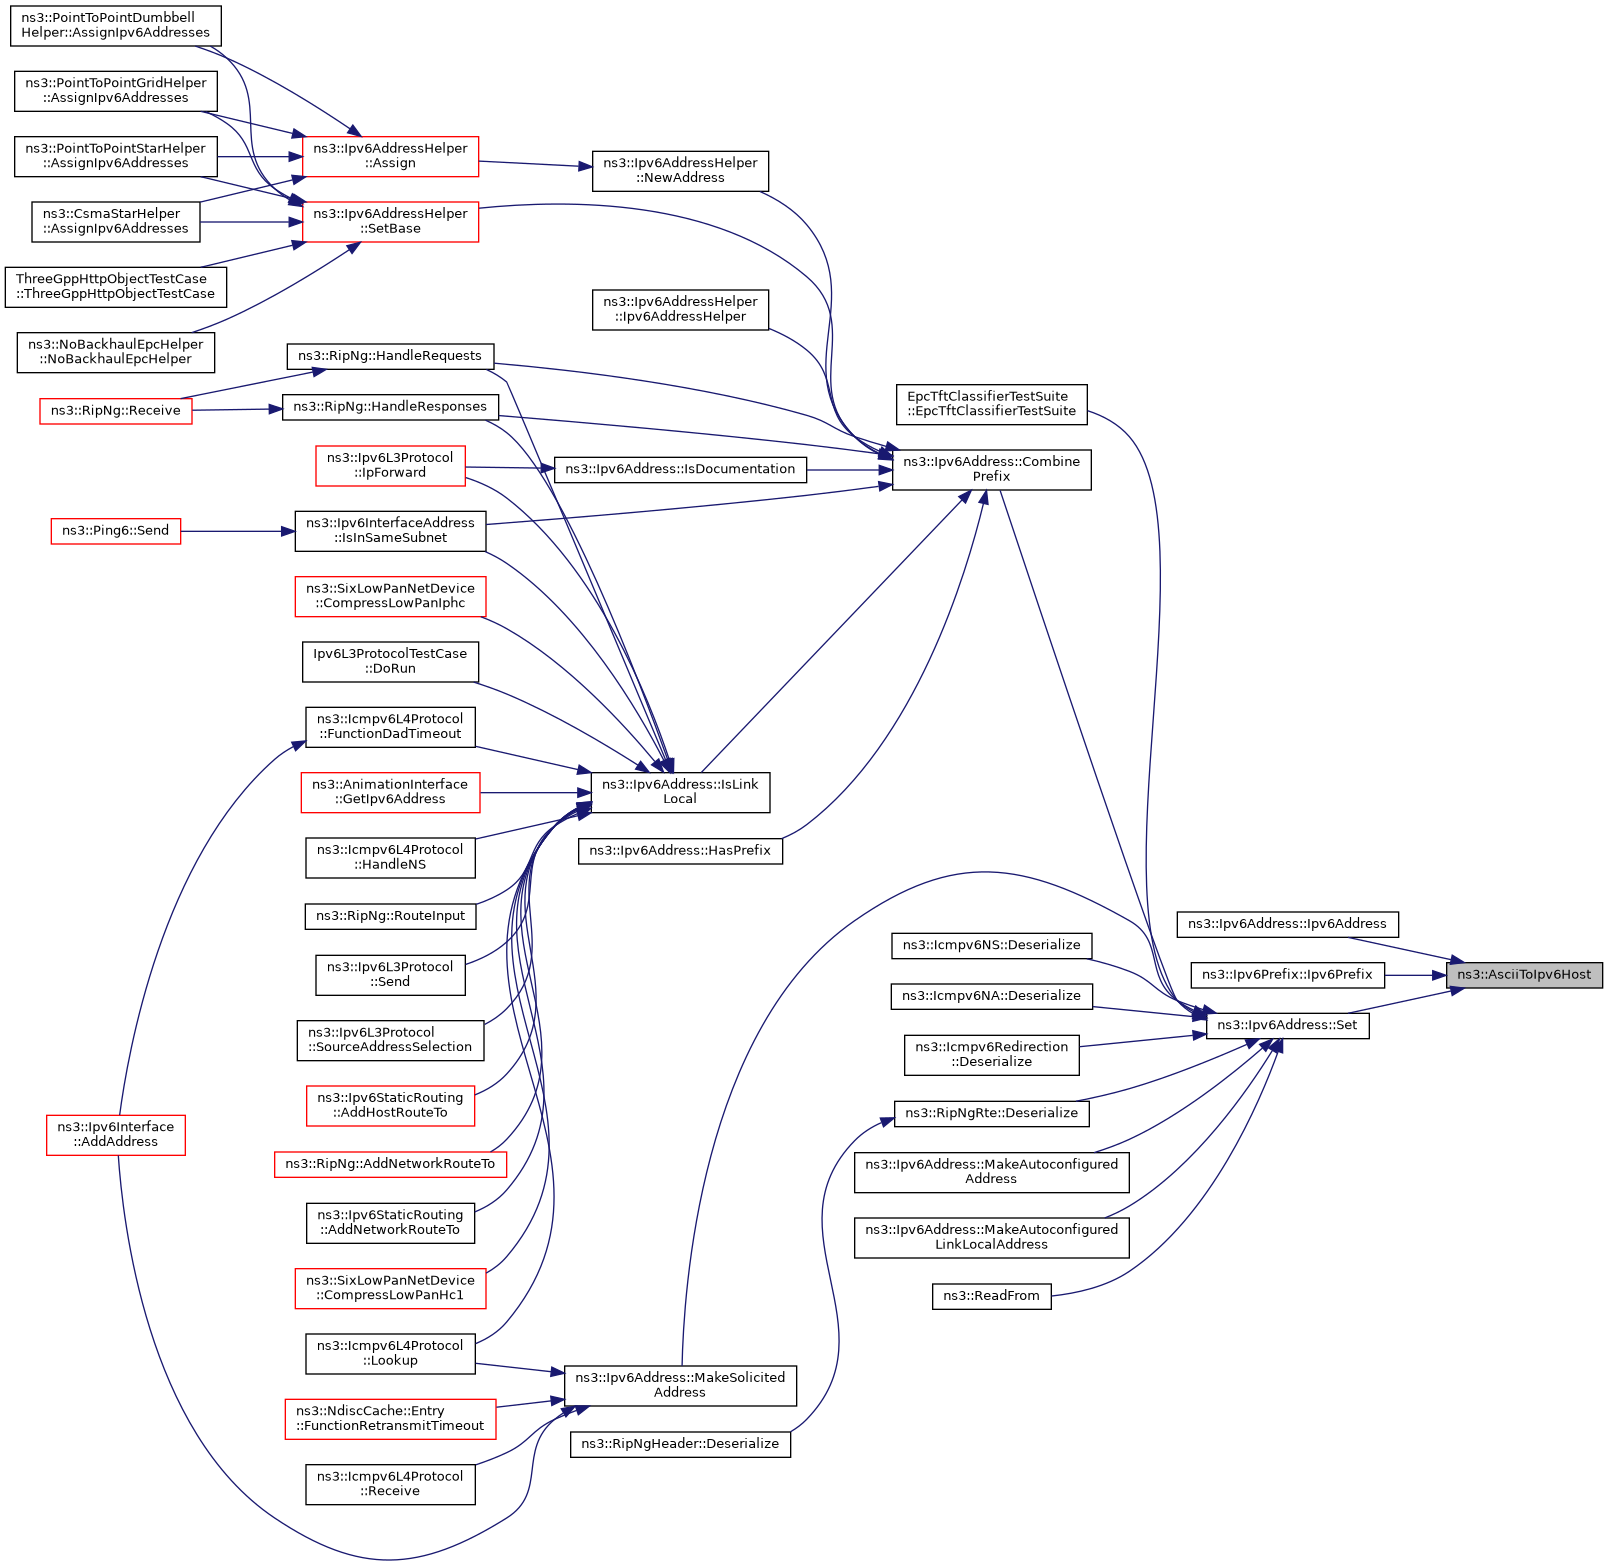 ns3::PointToPointDumbbell
Helper::AssignIpv6Addresses
ns3::PointToPointGridHelper
::AssignIpv6Addresses
ns3::PointToPointStarHelper
::AssignIpv6Addresses
ns3::CsmaStarHelper
::AssignIpv6Addresses
ThreeGppHttpObjectTestCase
::ThreeGppHttpObjectTestCase
ns3::NoBackhaulEpcHelper
::NoBackhaulEpcHelper
ns3::RipNg::Receive
ns3::Ping6::Send
ns3::Ipv6Interface
::AddAddress
ns3::Ipv6AddressHelper
::Assign
ns3::Ipv6AddressHelper
::SetBase
ns3::RipNg::HandleRequests
ns3::RipNg::HandleResponses
ns3::Ipv6L3Protocol
::IpForward
ns3::Ipv6InterfaceAddress
::IsInSameSubnet
ns3::SixLowPanNetDevice
::CompressLowPanIphc
Ipv6L3ProtocolTestCase
::DoRun
ns3::Icmpv6L4Protocol
::FunctionDadTimeout
ns3::AnimationInterface
::GetIpv6Address
ns3::Icmpv6L4Protocol
::HandleNS
ns3::RipNg::RouteInput
ns3::Ipv6L3Protocol
::Send
ns3::Ipv6L3Protocol
::SourceAddressSelection
ns3::Ipv6StaticRouting
::AddHostRouteTo
ns3::RipNg::AddNetworkRouteTo
ns3::Ipv6StaticRouting
::AddNetworkRouteTo
ns3::SixLowPanNetDevice
::CompressLowPanHc1
ns3::Icmpv6L4Protocol
::Lookup
ns3::NdiscCache::Entry
::FunctionRetransmitTimeout
ns3::Icmpv6L4Protocol
::Receive
ns3::Ipv6AddressHelper
::NewAddress
ns3::Ipv6AddressHelper
::Ipv6AddressHelper
ns3::Ipv6Address::IsDocumentation
ns3::Ipv6Address::IsLink
Local
ns3::Ipv6Address::HasPrefix
ns3::Ipv6Address::MakeSolicited
Address
ns3::RipNgHeader::Deserialize
EpcTftClassifierTestSuite
::EpcTftClassifierTestSuite
ns3::Ipv6Address::Combine
Prefix
ns3::Icmpv6NS::Deserialize
ns3::Icmpv6NA::Deserialize
ns3::Icmpv6Redirection
::Deserialize
ns3::RipNgRte::Deserialize
ns3::Ipv6Address::MakeAutoconfigured
Address
ns3::Ipv6Address::MakeAutoconfigured
LinkLocalAddress
ns3::ReadFrom
ns3::Ipv6Address::Ipv6Address
ns3::Ipv6Prefix::Ipv6Prefix
ns3::Ipv6Address::Set
ns3::AsciiToIpv6Host